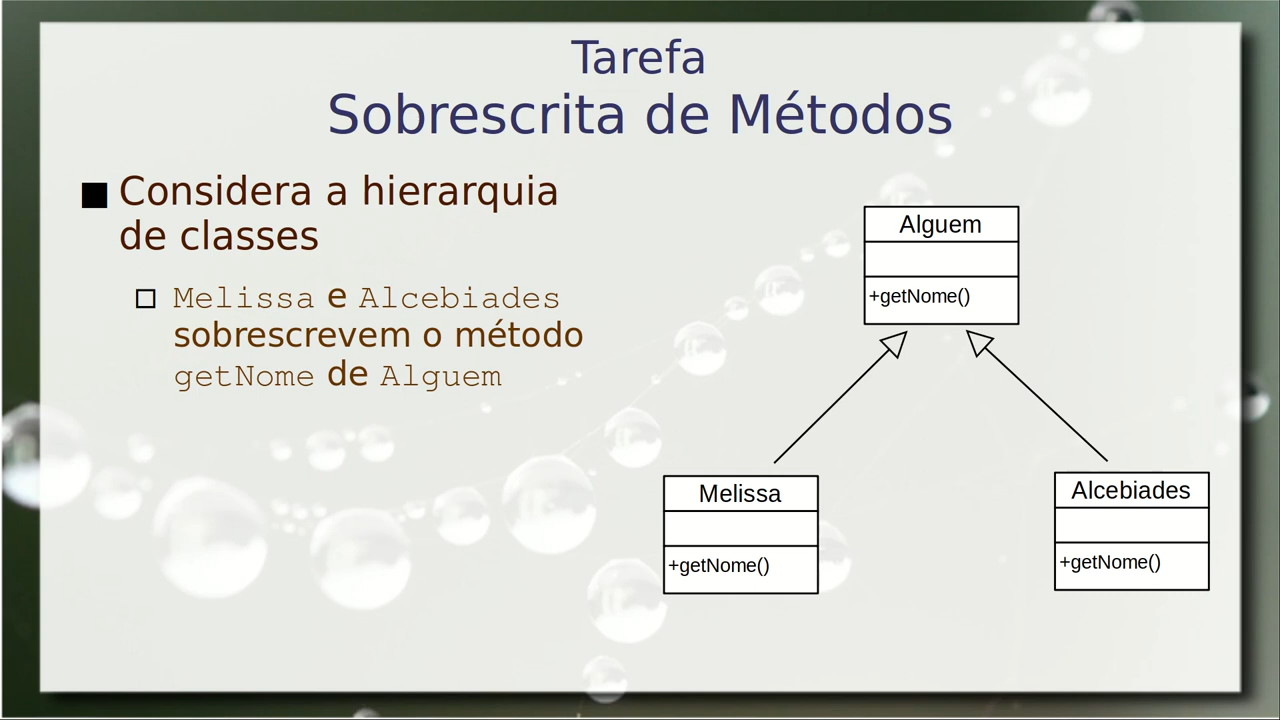 Tarefa
Sobrescrita de Métodos
Considera a hierarquia
de classes
Melissa e Alcebiades
sobrescrevem o método
getNome de Alguem
Alguem
+getNome()
Melissa
+getNome()
Alcebiades
+getNome()